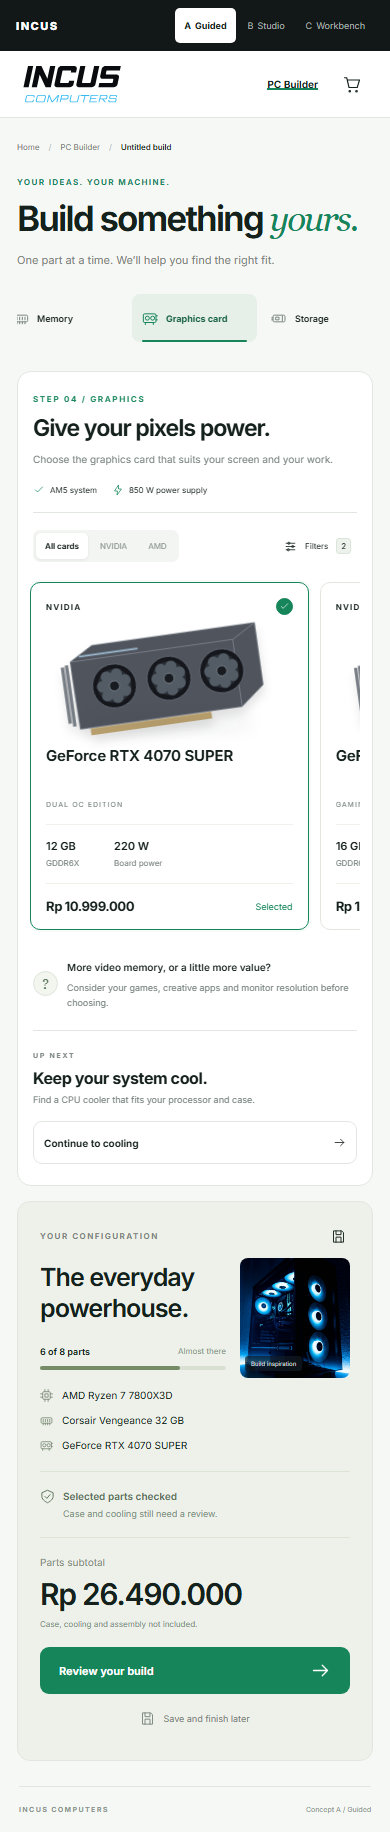 INCUS
A Guided
B Studio
C Workbench
INCUS
COMPUTERS
PC Builder
Home / PC Builder / Untitled build
YOUR IDEAS. YOUR MACHINE.
Build something yours.
One part at a time. We'll help you find the right fit.
Memory
Graphics card
Storage
STEP 04 / GRAPHICS
Give your pixels power.
Choose the graphics card that suits your screen and your work.
AM5 system
850 W power supply
All cards
NVIDIA
AMD
Filters 2
NVIDIA
GeForce RTX 4070 SUPER
DUAL OC EDITION
12 GB
GDDR6X
220 W
Board power
Rp 10.999.000
Selected
NVID
GeF
GAMIN
16 G
GDDR
Rp 1
?
More video memory, or a little more value?
Consider your games, creative apps and monitor resolution before
choosing.
UP NEXT
Keep your system cool.
Find a CPU cooler that fits your processor and case.
Continue to cooling
YOUR CONFIGURATION
The everyday
powerhouse.
Build inspiration
6 of 8 parts
Almost there
AMD Ryzen 7 7800X3D
Corsair Vengeance 32 GB
GeForce RTX 4070 SUPER
Selected parts checked
Case and cooling still need a review.
Parts subtotal
Rp 26.490.000
Case, cooling and assembly not included.
Review your build
Save and finish later
INCUS COMPUTERS
Concept A / Guided